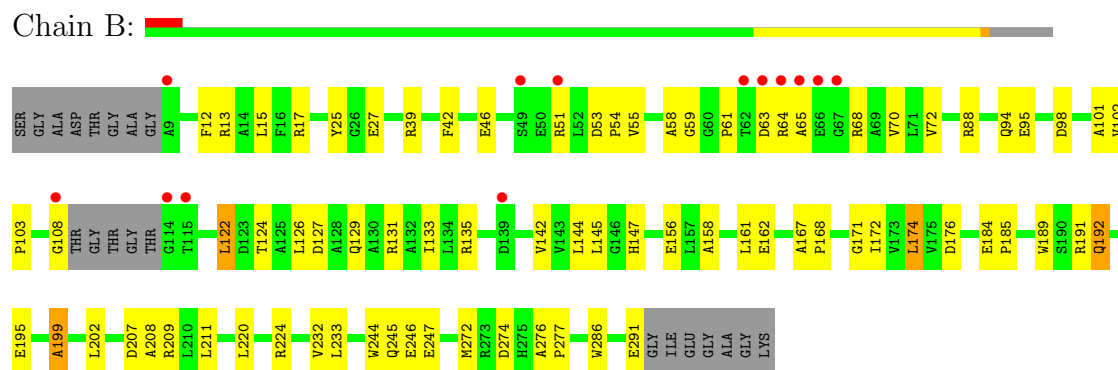 Chain B:
SER GLY ALA ASP THR GLY ALA GLY A9 F12 R13 A14 L15 F16 R17 Y25 G26 E27 R39 F42 E46 S49 E50 R51 L52 D53 P54 V55 A58 G59 G60 P61 T62 D63 R64 A65 E66 G67 R68 A69 V70 L71 V72 R88 Q94 E95 D98 A101 V102
P103 G108 THR GLY THR GLY THR G114 T115 L122 D123 T124 A125 L126 D127 A128 Q129 A130 R131 A132 I133 L134 R135 D139 V142 V143 L144 L145 G146 H147 E156 L157 A158 L161 E162 A167 P168 G171 I172 V173 L174 V175 D176 E184 P185 W189 S190 R191 Q192
E195 A199 L202 D207 A208 R209 L210 L211 L220 R224 V232 L233 W244 Q245 E246 E247 M272 R273 D274 H275 A276 P277 W286 E291 GLY ILE GLU GLY ALA GLY LYS